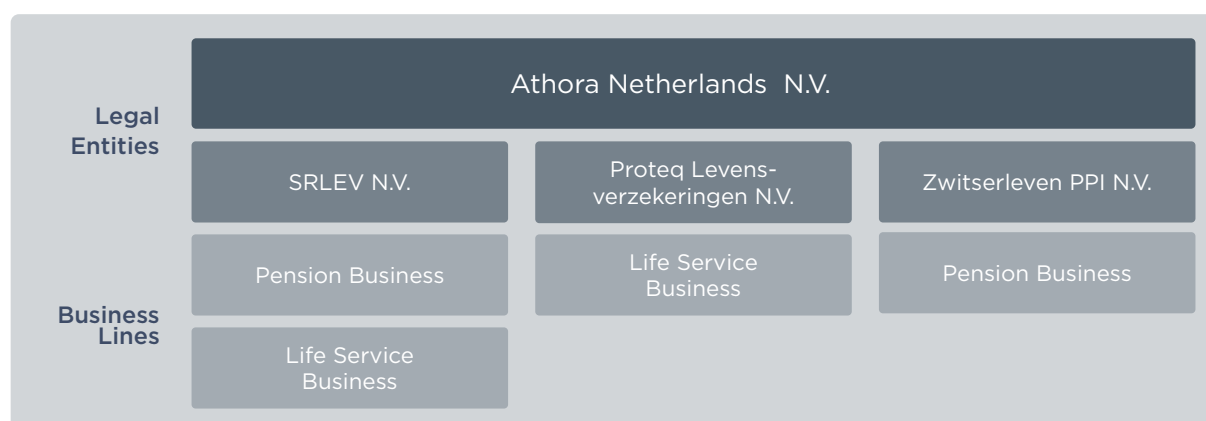 Athora Netherlands N.V.
Legal
Entities
SRLEV N.V.
Proteq Levens-
verzekeringen N.V.
Zwitserleven PPI N.V.
Pension Business
Life Service
Business
Pension Business
Business
Lines
Life Service
Business